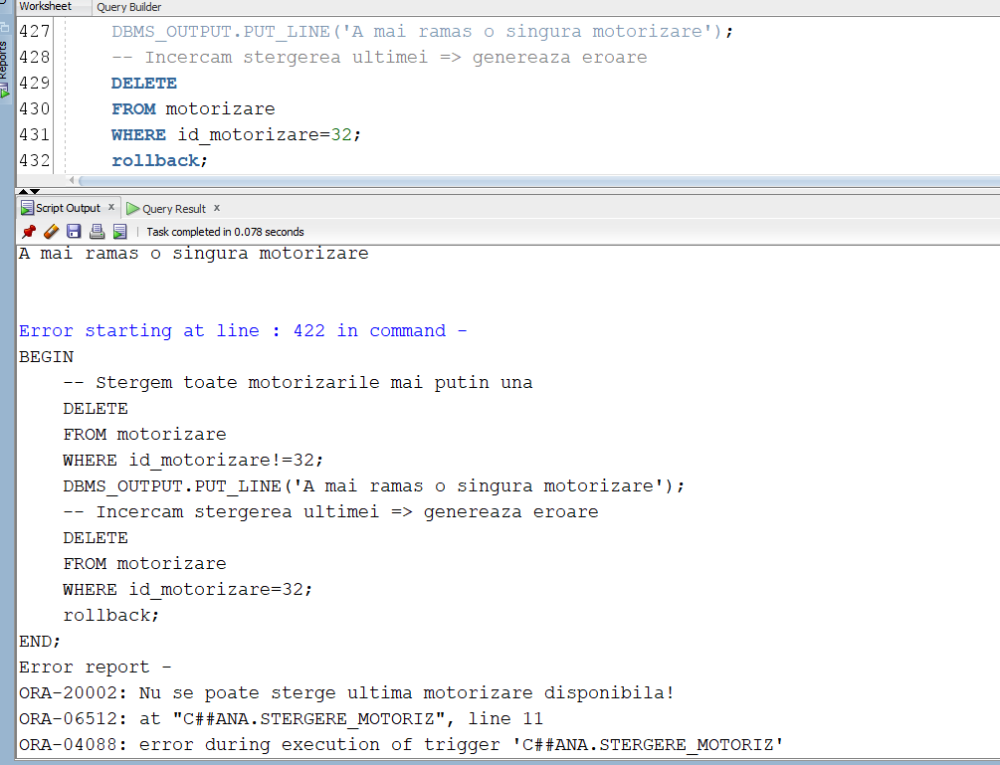 Worksheet Query Builder
427 DBMS_OUTPUT.PUT_LINE('A mai ramas o singura motorizare');
428 -- Incercam stergerea ultimei => genereaza eroare
429 DELETE
430 FROM motorizare
431 WHERE id_motorizare=32;
432 rollback;
Reports
Script Output x Query Result x
Task completed in 0.078 seconds
A mai ramas o singura motorizare
Error starting at line : 422 in command -
BEGIN
-- Stergem toate motorizarile mai putin una
DELETE
FROM motorizare
WHERE id_motorizare!=32;
DBMS_OUTPUT.PUT_LINE('A mai ramas o singura motorizare');
-- Incercam stergerea ultimei => genereaza eroare
DELETE
FROM motorizare
WHERE id_motorizare=32;
rollback;
END;
Error report -
ORA-20002: Nu se poate sterge ultima motorizare disponibila!
ORA-06512: at "C##ANA.STERGERE_MOTORIZ", line 11
ORA-04088: error during execution of trigger 'C##ANA.STERGERE_MOTORIZ'